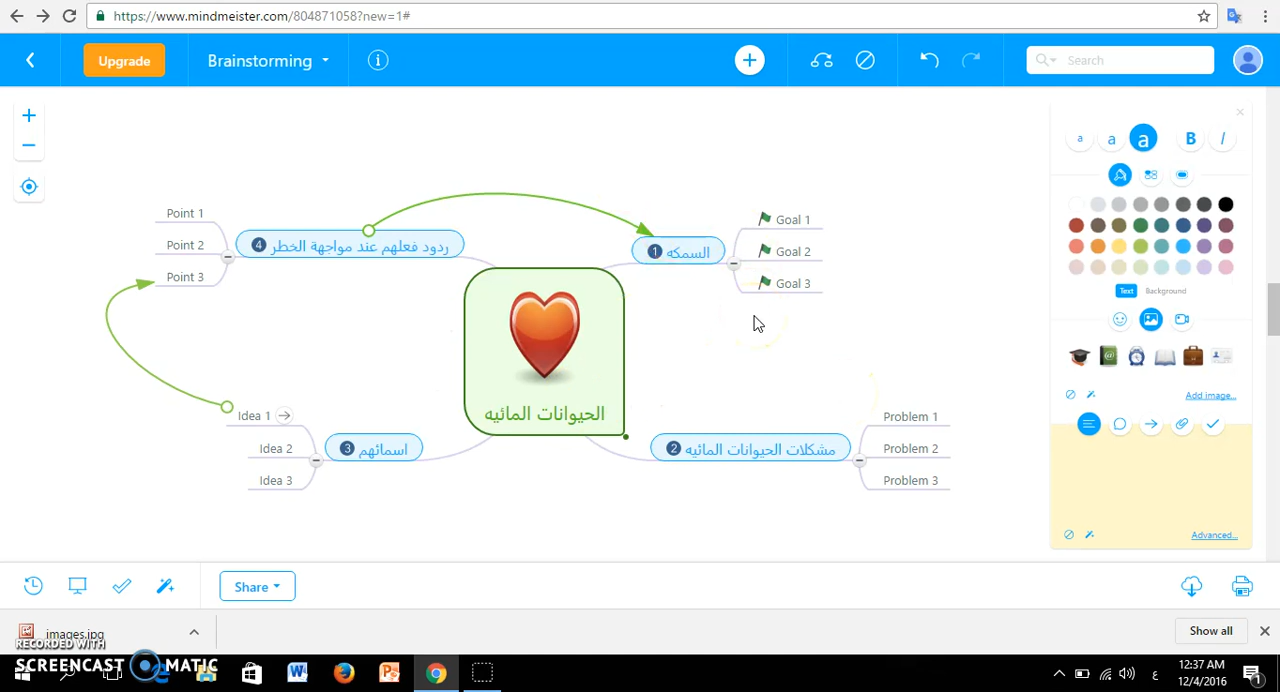 https://www.mindmeister.com/804871058?new=1#
Upgrade
Brainstorming
Search
a a a B I
Point 1
Point 2
Point 3
ردود فعلهم عند مواجهة الخطر 4
السمكه 1
Goal 1
Goal 2
Goal 3
الحيوانات المائيه
Idea 1
Idea 2
Idea 3
اسمائهم 3
مشكلات الحيوانات المائيه 2
Problem 1
Problem 2
Problem 3
Text Background
Add image...
Advanced...
Share
images.jpg
Show all
RECORDED WITH
SCREENCAST MATIC
ع
12:37 AM
12/4/2016
1